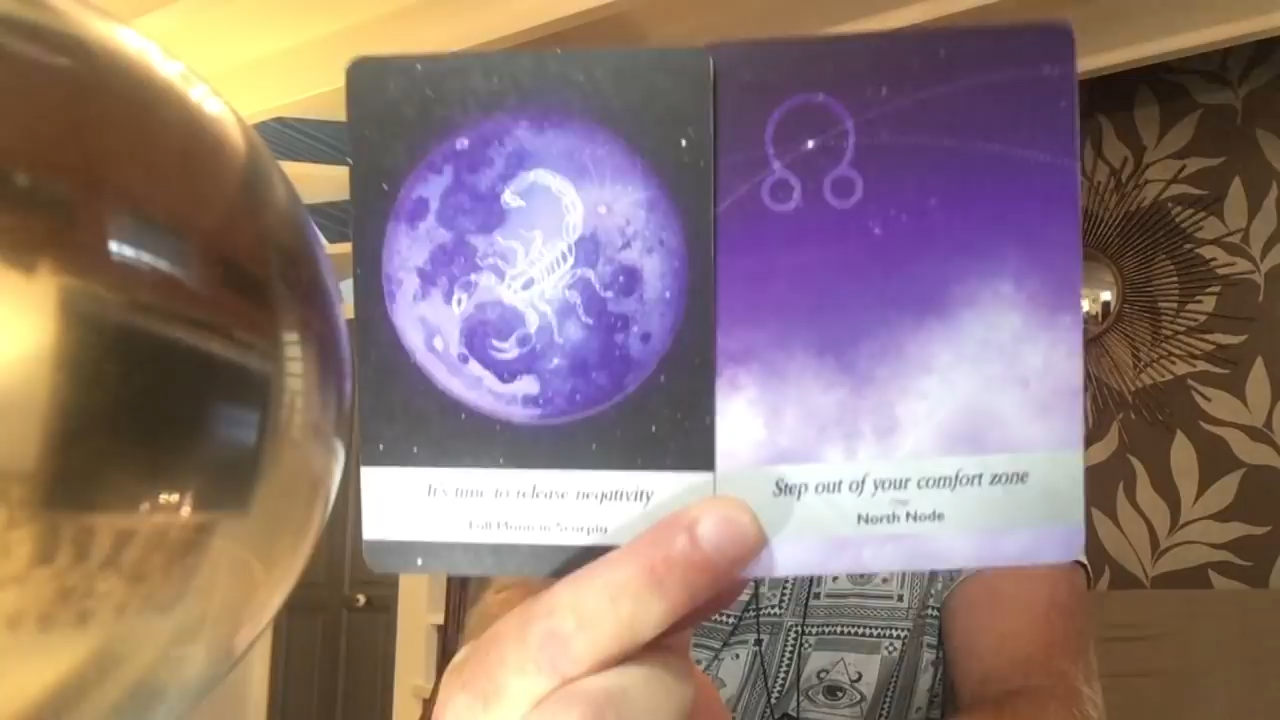 It's time to release negativity
Full Moon in Scorpio
Step out of your comfort zone
North Node